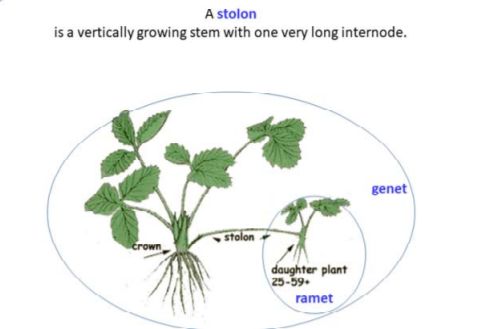 A stolon
is a vertically growing stem with one very long internode.
genet
stolon
crown
daughter plant
25-59+
ramet